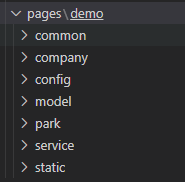 pages\demo
common
company
config
model
park
service
static